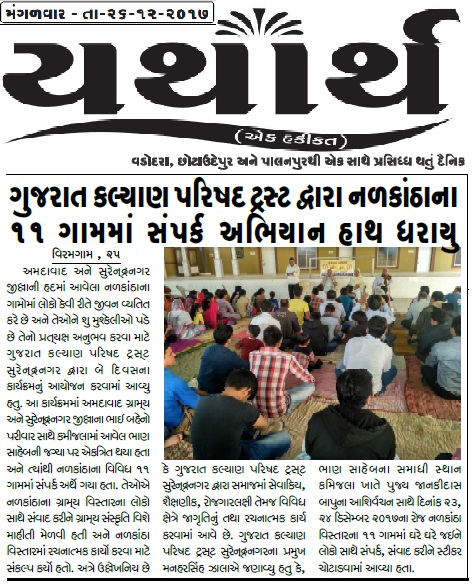 મંગળવાર - તા-૨૬-૧૨-૨૦૧૭
યથાર્થ
(એક હકીકત)
વડોદરા, છોટાઉદેપુર અને પાલનપુરથી એક સાથે પ્રસિધ્ધ થતું દૈનિક
ગુજરાત કલ્યાણ પરિષદ ટ્રસ્ટ દ્વારા નળકાંઠાના
૧૧ ગામમાં સંપર્ક અભિયાન હાથ ધરાયુ
વિરમગામ , ૨૫
અમદાવાદ અને સુરેન્દ્રનગર
જીલ્લાની હદમાં આવેલા નળકાંઠાના
ગામોમાં લોકો કેવી રીતે જીવન વ્યતિત
કરે છે અને તેઓને શુ મુશ્કેલીઓ પડે
છે તેનો પ્રત્યક્ષ અનુભવ કરવા માટે
ગુજરાત કલ્યાણ પરિષદ ટ્રસ્ટ
સુરેન્દ્રનગર દ્વારા બે દિવસના
કાર્યક્રમનું આયોજન કરવામાં આવ્યુ
હતુ. આ કાર્યક્રમમાં અમદાવાદ ગ્રામ્ય
અને સુરેન્દ્રનગર જીલ્લાના ભાઈ બહેનો
પરીવાર સાથે કમીજલામાં આવેલ ભાણ
સાહેબની જગ્યા પર એકત્રિત થયા હતા
અને ત્યાંથી નળકાંઠાના વિવિધ ૧૧
ગામમાં સંપર્ક અર્થે ગયા હતા. તેઓએ
નળકાંઠાના ગ્રામ્ય વિસ્તારના લોકો
સાથે સંવાદ કરીને ગ્રામ્ય સંસ્કૃતિ વિશે
માહીતી મેળવી હતી અને નળકાંઠા
વિસ્તારમાં રચનાત્મક કાર્યો કરવા માટે
સંકલ્પ કર્યો હતો. અત્રે ઉલ્લેખનિય છે
કે ગુજરાત કલ્યાણ પરિષદ ટ્રસ્ટ
સુરેન્દ્રનગર દ્વારા સમાજમાં સેવાકિય,
શૈક્ષણીક, રોજગારલક્ષી તેમજ વિવિધ
ક્ષેત્રે જાગૃતિનું તથા રચનાત્મક કાર્ય
કરવામાં આવે છે. ગુજરાત કલ્યાણ
પરિષદ ટ્રસ્ટ સુરેન્દ્રનગરના પ્રમુખ
મનહરસિંહ ઝાલાએ જણાવ્યુ હતુ કે,
ભાણ સાહેબના સમાધી સ્થાન
કમિજલા ખાતે પુજ્ય જાનકીદાસ
બાપુના આશિર્વચન સાથે દિનાંક ૨૩,
૨૪ ડિસેમ્બર ૨૦૧૭ના રોજ નળકાંઠા
વિસ્તારના ૧૧ ગામમાં ઘરે ઘરે જઈને
લોકો સાથે સંપર્ક, સંવાદ કરીને સ્ટીકર
ચોટાડવામાં આવ્યા હતા.